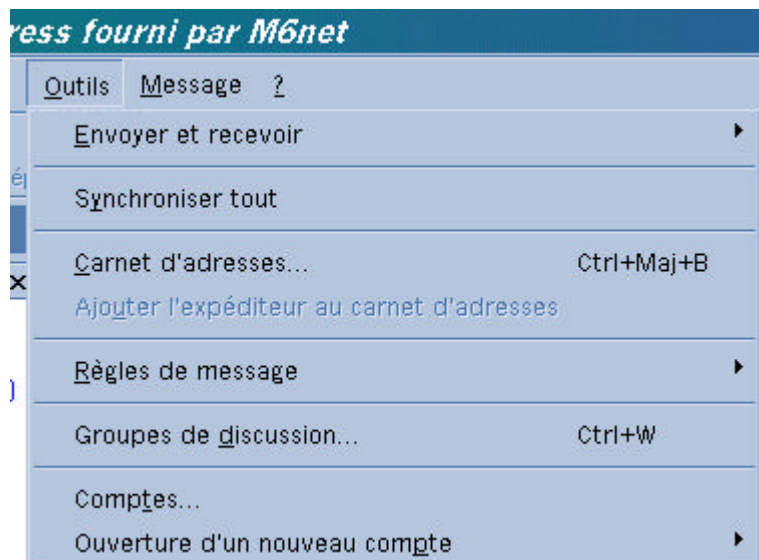 ress fourni par M6net
Outils Message ?
Envoyer et recevoir
Synchroniser tout
Carnet d'adresses... Ctrl+Maj+B
Ajouter l'expéditeur au carnet d'adresses
Règles de message
Groupes de discussion... Ctrl+W
Comptes...
Ouverture d'un nouveau compte